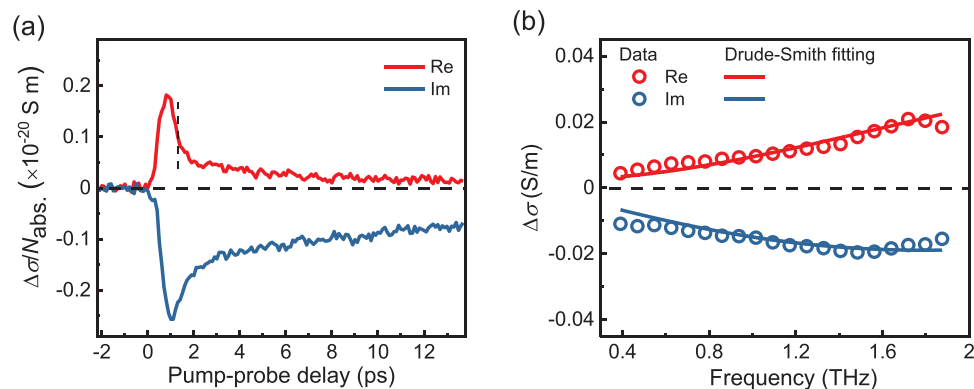 (a)
Δσ/N_abs. (×10⁻²⁰ S m)
0.2
0.1
0
-0.1
-0.2
Re
Im
-2 0 2 4 6 8 10 12
Pump-probe delay (ps)
(b)
Δσ (S/m)
0.04
0.02
0
-0.02
-0.04
Data Drude-Smith fitting
Re
Im
0.4 0.8 1.2 1.6 2
Frequency (THz)